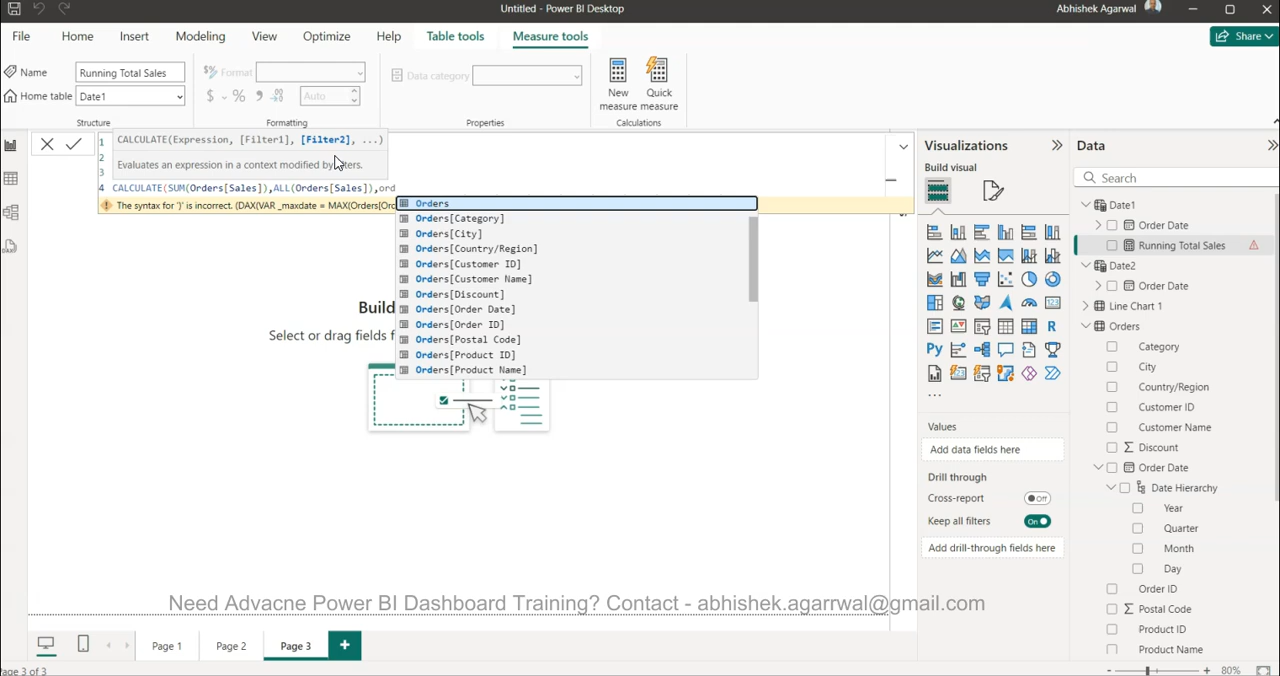 Untitled - Power BI Desktop
Abhishek Agarwal
File Home Insert Modeling View Optimize Help Table tools Measure tools
Share
Name Running Total Sales
Format
Data category
Home table Date1
$ % Auto
New measure
Quick measure
Structure Formatting Properties Calculations
CALCULATE(Expression, [Filter1], [Filter2], ...)
Evaluates an expression in a context modified by filters.
1
2
3
4 CALCULATE(SUM(Orders[Sales]),ALL(Orders[Sales]),ord
The syntax for ')' is incorrect. (DAX(VAR _maxdate = MAX(Orders[Ord
Orders
Orders[Category]
Orders[City]
Orders[Country/Region]
Orders[Customer ID]
Orders[Customer Name]
Orders[Discount]
Orders[Order Date]
Orders[Order ID]
Orders[Postal Code]
Orders[Product ID]
Orders[Product Name]
Build
Select or drag fields f
Visualizations
Build visual
R
Py
...
Values
Add data fields here
Drill through
Cross-report Off
Keep all filters On
Add drill-through fields here
Data
Search
Date1
Order Date
Running Total Sales
Date2
Order Date
Line Chart 1
Orders
Category
City
Country/Region
Customer ID
Customer Name
Discount
Order Date
Date Hierarchy
Year
Quarter
Month
Day
Order ID
Postal Code
Product ID
Product Name
Need Advacne Power BI Dashboard Training? Contact - abhishek.agarrwal@gmail.com
Page 1 Page 2 Page 3 +
Page 3 of 3
- + 80%